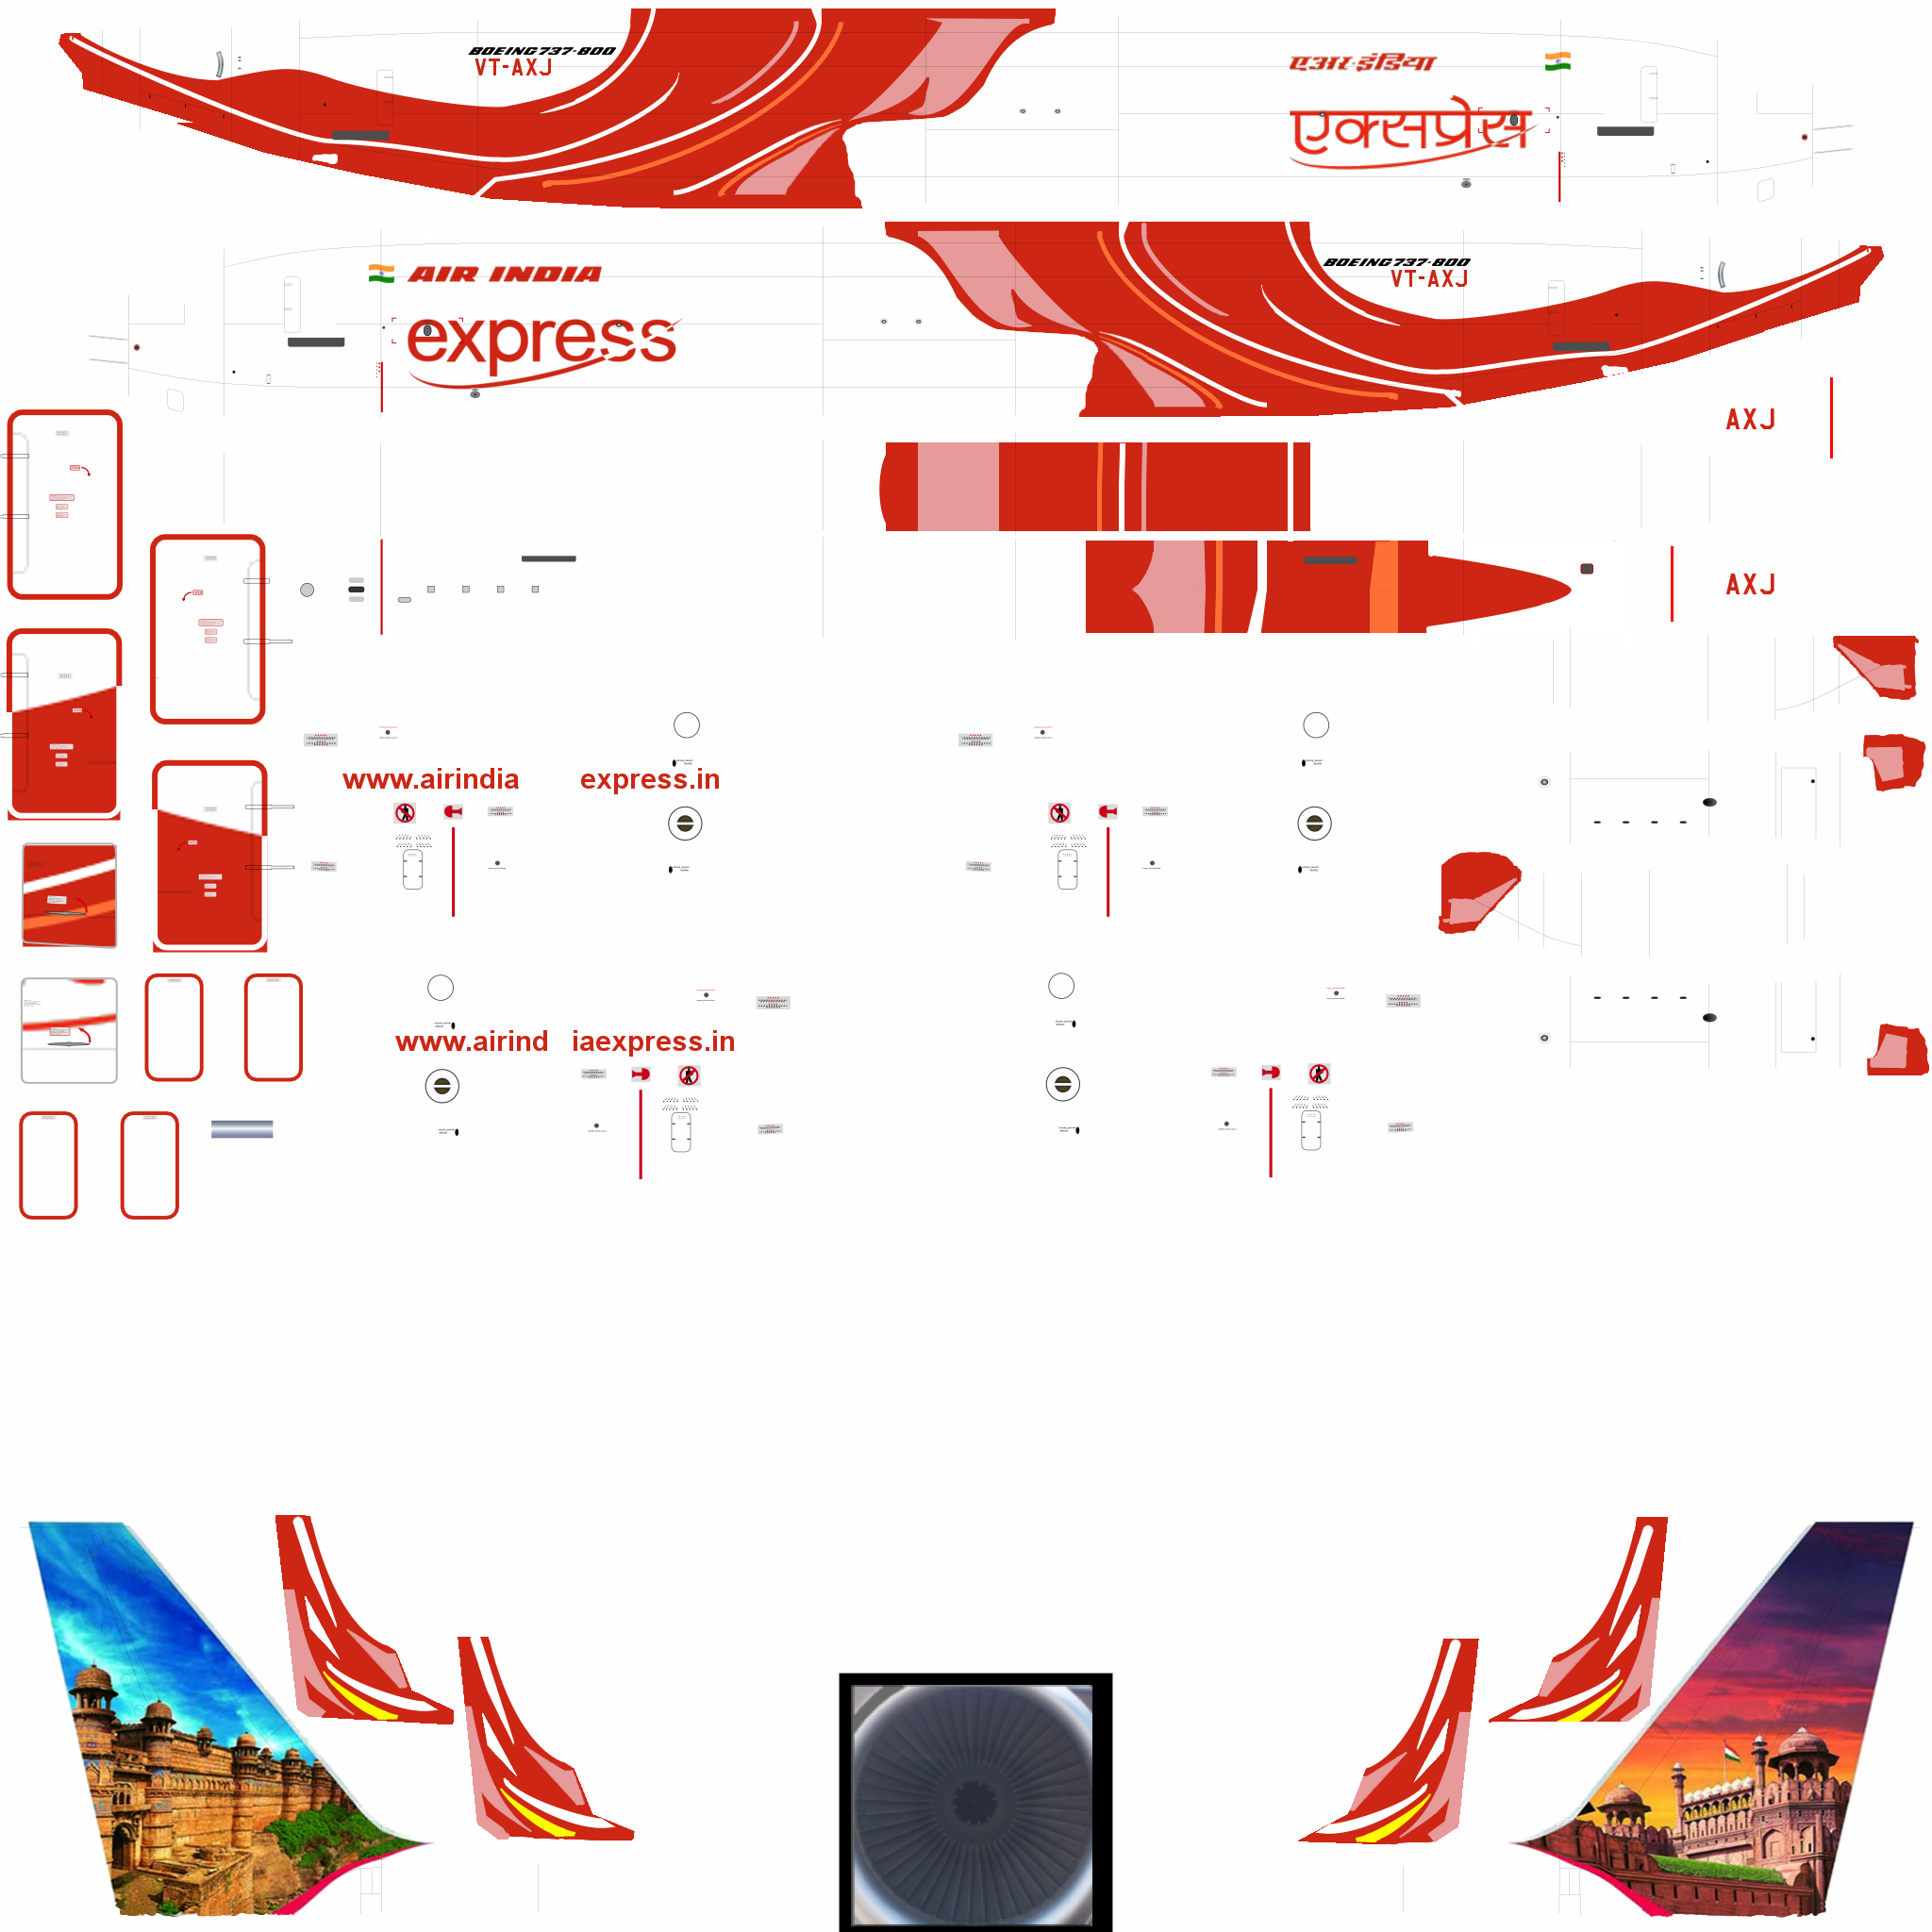 BOEING 737-800
VT-AXJ
एअर-इंडिया
एक्सप्रेस
AIR INDIA
express
BOEING 737-800
VT-AXJ
AXJ
AXJ
www.airindia express.in
www.airind iaexpress.in